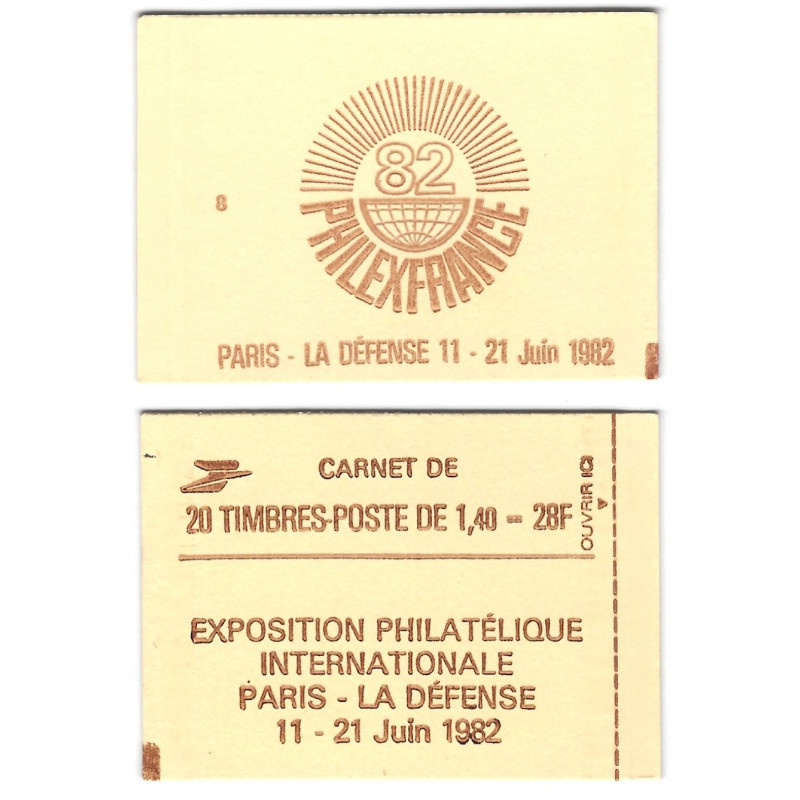 82
8
PHILEXFRANCE
PARIS - LA DÉFENSE 11 - 21 Juin 1982
CARNET DE
20 TIMBRES-POSTE DE 1,40 - 28F
OUVRIR ICI
EXPOSITION PHILATÉLIQUE
INTERNATIONALE
PARIS - LA DÉFENSE
11 - 21 Juin 1982